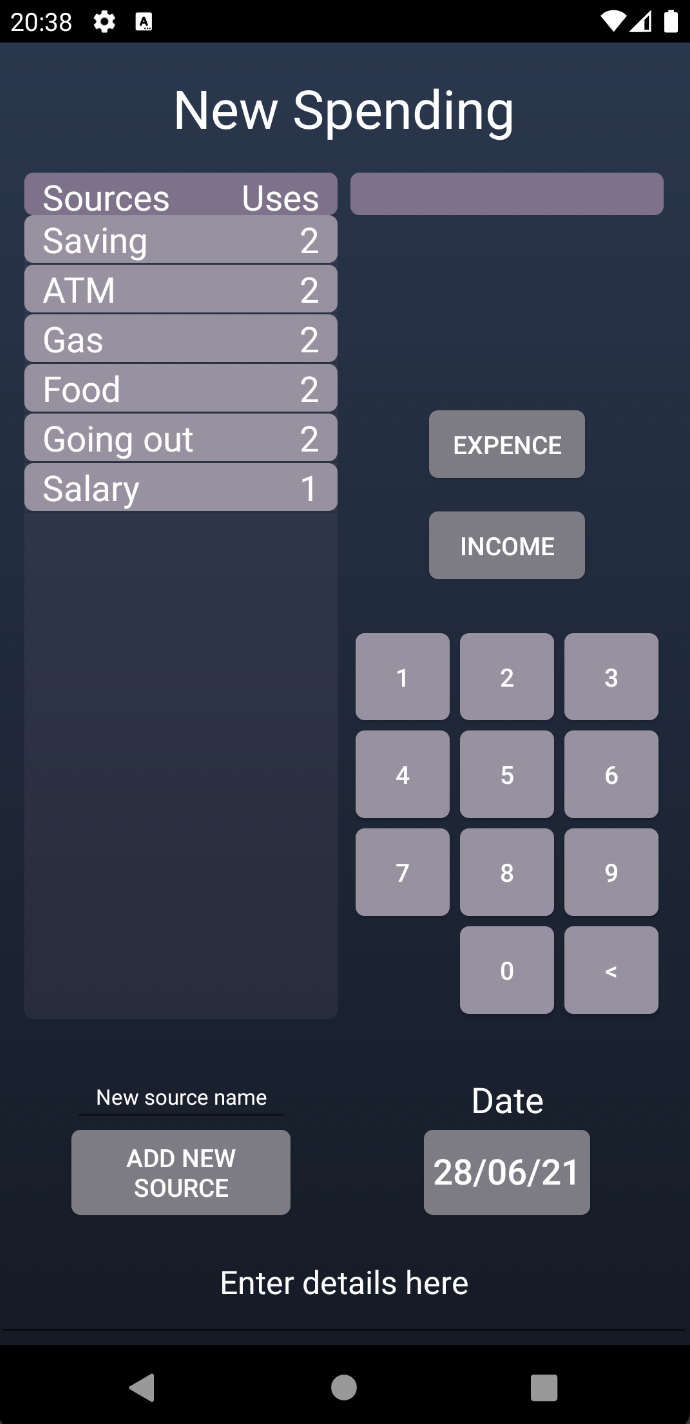 20:38
New Spending
Sources Uses
Saving 2
ATM 2
Gas 2
Food 2
Going out 2
Salary 1
EXPENCE
INCOME
1 2 3
4 5 6
7 8 9
0 <
New source name
ADD NEW
SOURCE
Date
28/06/21
Enter details here